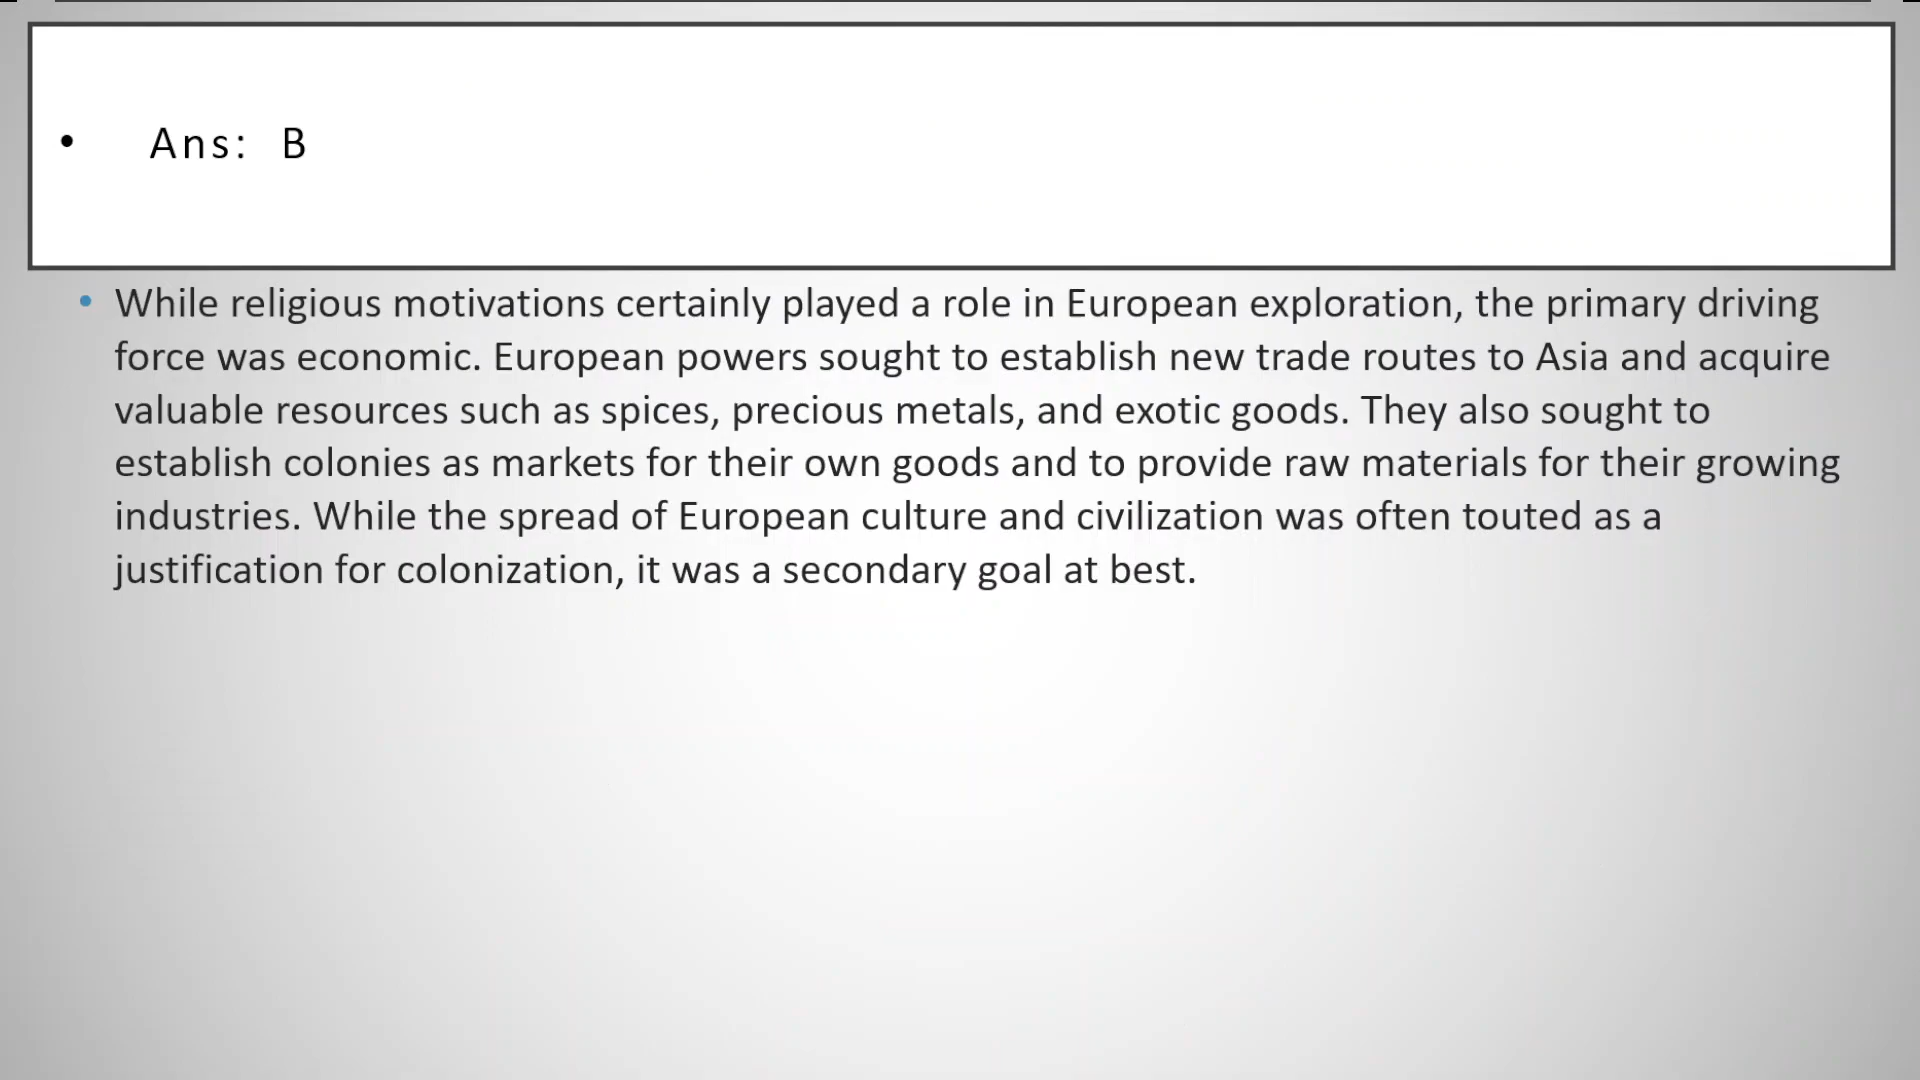 • Ans: B
• While religious motivations certainly played a role in European exploration, the primary driving
force was economic. European powers sought to establish new trade routes to Asia and acquire
valuable resources such as spices, precious metals, and exotic goods. They also sought to
establish colonies as markets for their own goods and to provide raw materials for their growing
industries. While the spread of European culture and civilization was often touted as a
justification for colonization, it was a secondary goal at best.